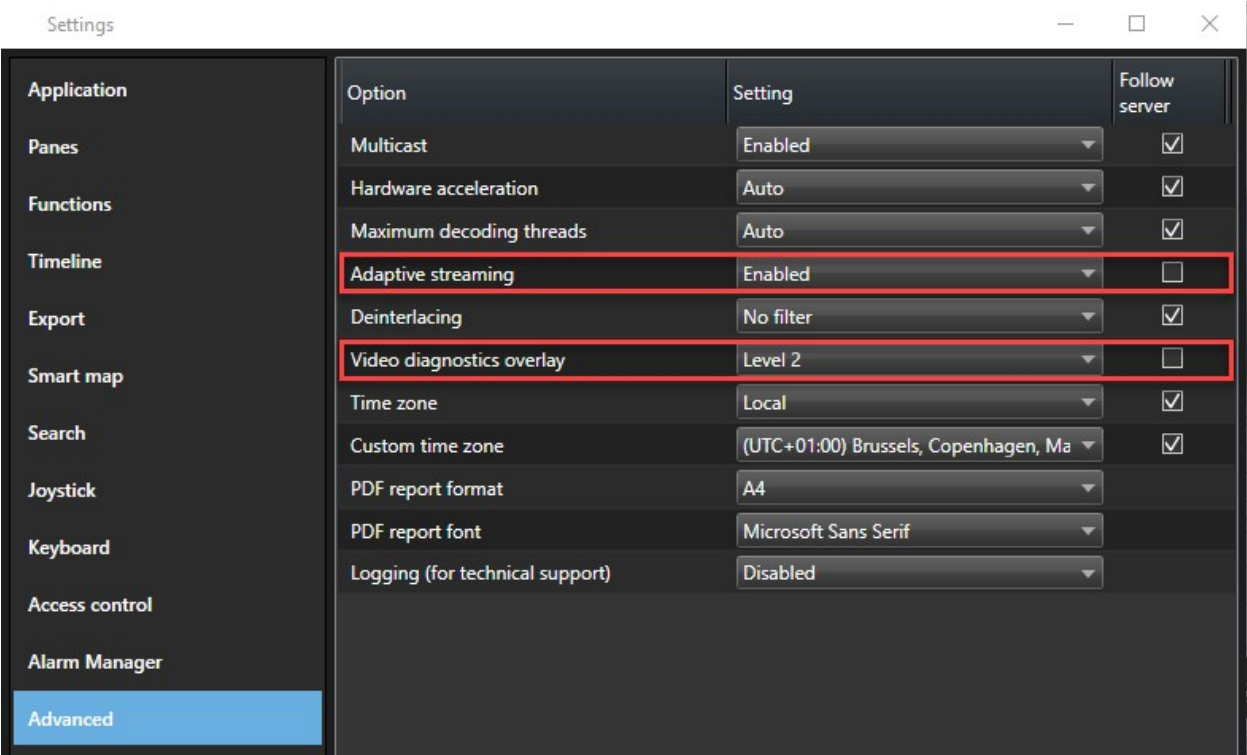 Settings
Application
Panes
Functions
Timeline
Export
Smart map
Search
Joystick
Keyboard
Access control
Alarm Manager
Advanced
Option Setting Follow
server
Multicast Enabled
Hardware acceleration Auto
Maximum decoding threads Auto
Adaptive streaming Enabled
Deinterlacing No filter
Video diagnostics overlay Level 2
Time zone Local
Custom time zone (UTC+01:00) Brussels, Copenhagen, Ma
PDF report format A4
PDF report font Microsoft Sans Serif
Logging (for technical support) Disabled